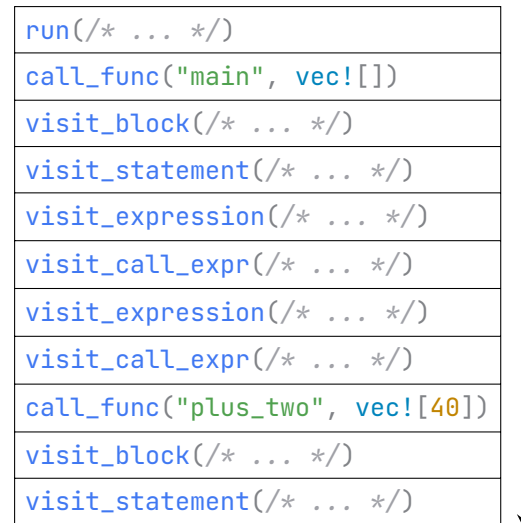 run(/* ... */)
call_func("main", vec![])
visit_block(/* ... */)
visit_statement(/* ... */)
visit_expression(/* ... */)
visit_call_expr(/* ... */)
visit_expression(/* ... */)
visit_call_expr(/* ... */)
call_func("plus_two", vec![40])
visit_block(/* ... */)
visit_statement(/* ... */)